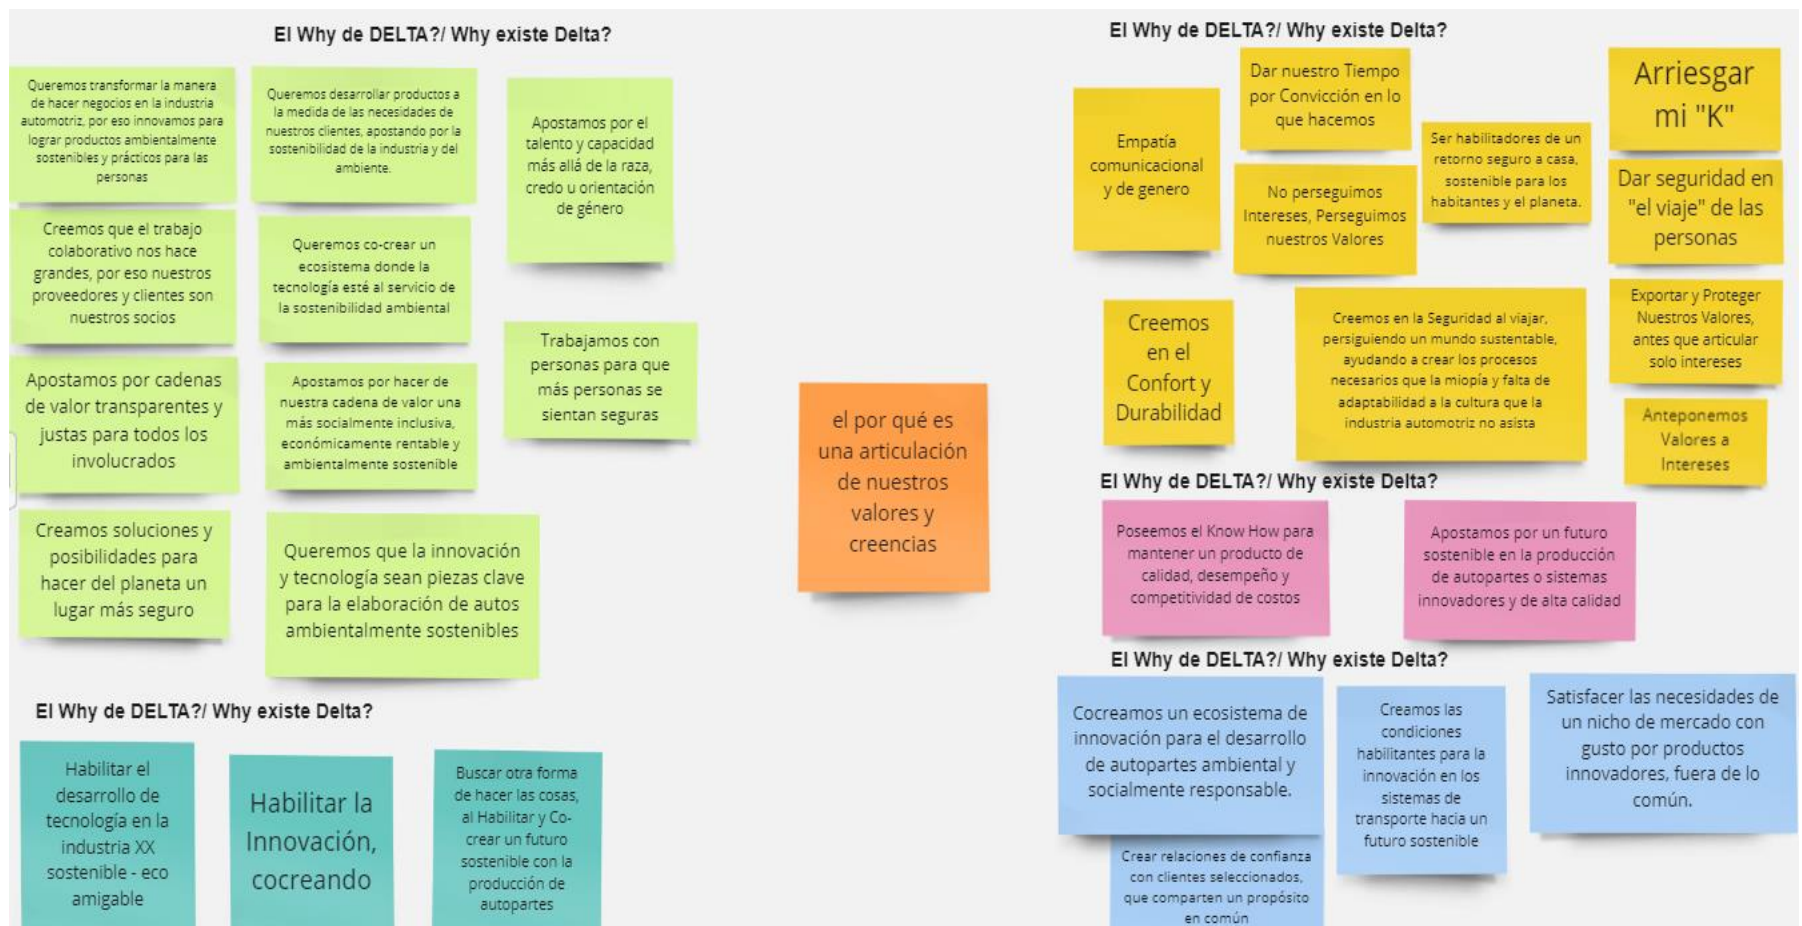 El Why de DELTA?/ Why existe Delta?
Queremos transformar la manera
de hacer negocios en la industria
automotriz, por eso innovamos para
lograr productos ambientalmente
sostenibles y prácticos para las
personas
Queremos desarrollar productos a
la medida de las necesidades de
nuestros clientes, apostando por la
sostenibilidad de la industria y del
ambiente.
Apostamos por el
talento y capacidad
más allá de la raza,
credo u orientación
de género
Creemos que el trabajo
colaborativo nos hace
grandes, por eso nuestros
proveedores y clientes son
nuestros socios
Queremos co-crear un
ecosistema donde la
tecnología esté al servicio de
la sostenibilidad ambiental
Trabajamos con
personas para que
más personas se
sientan seguras
Apostamos por cadenas
de valor transparentes y
justas para todos los
involucrados
Apostamos por hacer de
nuestra cadena de valor una
más socialmente inclusiva,
económicamente rentable y
ambientalmente sostenible
Creamos soluciones y
posibilidades para
hacer del planeta un
lugar más seguro
Queremos que la innovación
y tecnología sean piezas clave
para la elaboración de autos
ambientalmente sostenibles
El Why de DELTA?/ Why existe Delta?
Habilitar el
desarrollo de
tecnología en la
industria XX
sostenible - eco
amigable
Habilitar la
Innovación,
cocreando
Buscar otra forma
de hacer las cosas,
al Habilitar y Co-
crear un futuro
sostenible con la
producción de
autopartes
el por qué es
una articulación
de nuestros
valores y
creencias
El Why de DELTA?/ Why existe Delta?
Empatía
comunicacional
y de genero
Dar nuestro Tiempo
por Convicción en lo
que hacemos
No perseguimos
Intereses, Perseguimos
nuestros Valores
Ser habilitadores de un
retorno seguro a casa,
sostenible para los
habitantes y el planeta.
Arriesgar
mi "K"
Dar seguridad en
"el viaje" de las
personas
Creemos
en el
Confort y
Durabilidad
Creemos en la Seguridad al viajar,
persiguiendo un mundo sustentable,
ayudando a crear los procesos
necesarios que la miopía y falta de
adaptabilidad a la cultura que la
industria automotriz no asista
Exportar y Proteger
Nuestros Valores,
antes que articular
solo intereses
Anteponemos
Valores a
Intereses
El Why de DELTA?/ Why existe Delta?
Poseemos el Know How para
mantener un producto de
calidad, desempeño y
competitividad de costos
Apostamos por un futuro
sostenible en la producción
de autopartes o sistemas
innovadores y de alta calidad
El Why de DELTA?/ Why existe Delta?
Cocreamos un ecosistema de
innovación para el desarrollo
de autopartes ambiental y
socialmente responsable.
Creamos las
condiciones
habilitantes para la
innovación en los
sistemas de
transporte hacia un
futuro sostenible
Satisfacer las necesidades de
un nicho de mercado con
gusto por productos
innovadores, fuera de lo
común.
Crear relaciones de confianza
con clientes seleccionados,
que comparten un propósito
en común